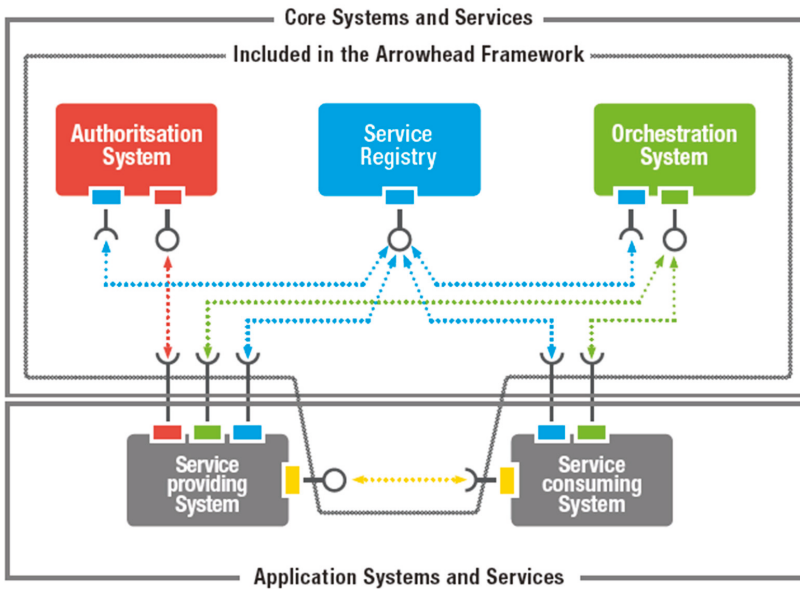 Core Systems and Services
Included in the Arrowhead Framework
Authoritsation
System
Service
Registry
Orchestration
System
Service
providing
System
Service
consuming
System
Application Systems and Services